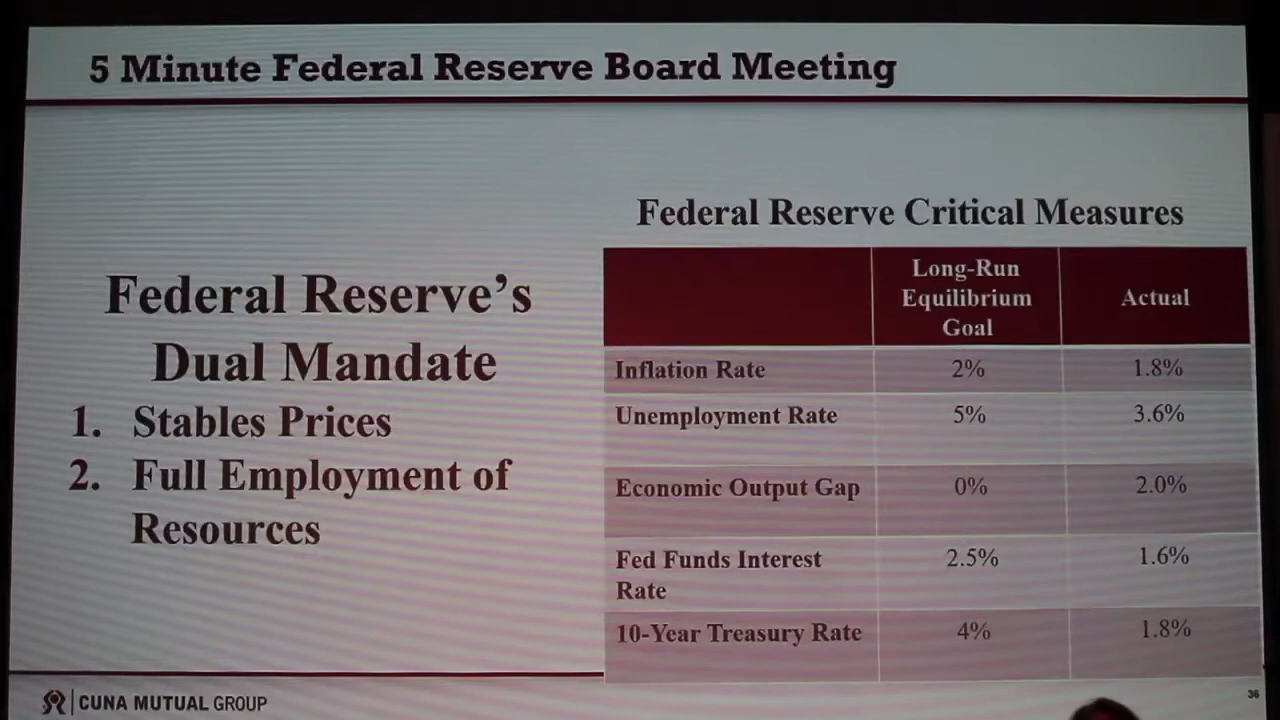 5 Minute Federal Reserve Board Meeting
Federal Reserve's
Dual Mandate
1. Stables Prices
2. Full Employment of
Resources
Federal Reserve Critical Measures
Long-Run
Equilibrium
Goal
Actual
Inflation Rate 2% 1.8%
Unemployment Rate 5% 3.6%
Economic Output Gap 0% 2.0%
Fed Funds Interest
Rate 2.5% 1.6%
10-Year Treasury Rate 4% 1.8%
CUNA MUTUAL GROUP
36